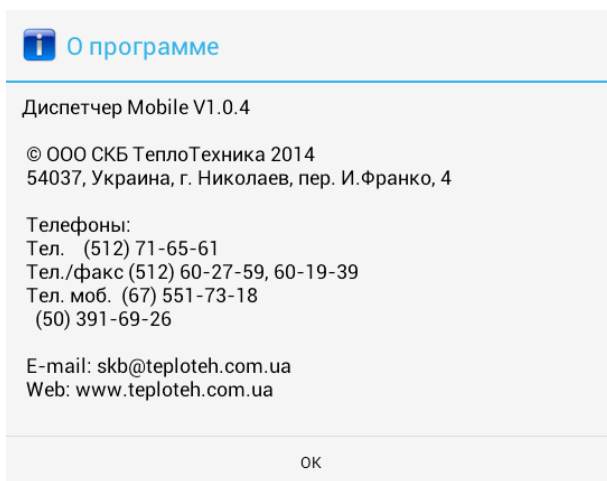 О программе
Диспетчер Mobile V1.0.4
© ООО СКБ ТеплоТехника 2014
54037, Украина, г. Николаев, пер. И.Франко, 4
Телефоны:
Тел. (512) 71-65-61
Тел./факс (512) 60-27-59, 60-19-39
Тел. моб. (67) 551-73-18
(50) 391-69-26
E-mail: skb@teploteh.com.ua
Web: www.teploteh.com.ua
ОК